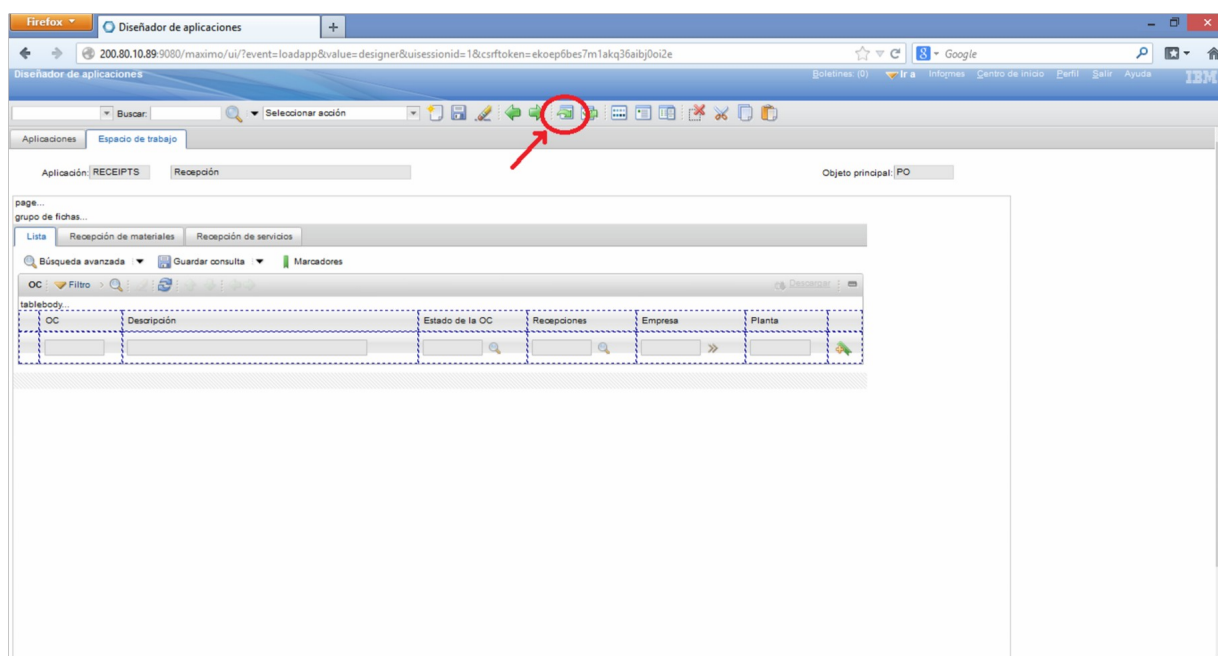 Firefox
Diseñador de aplicaciones
200.80.10.89:9080/maximo/ui/?event=loadapp&value=designer&uisessionid=1&csrftoken=ekoep6bes7m1akq36aibj0oi2e
Google
Diseñador de aplicaciones
Boletines: (0) Ir a Informes Centro de inicio Perfil Salir Ayuda IBM
Buscar: Seleccionar acción
Aplicaciones Espacio de trabajo
Aplicación: RECEIPTS Recepción Objeto principal: PO
page...
grupo de fichas...
Lista Recepción de materiales Recepción de servicios
Búsqueda avanzada Guardar consulta Marcadores
OC Filtro Descargar
tablebody...
OC Descripción Estado de la OC Recepciones Empresa Planta